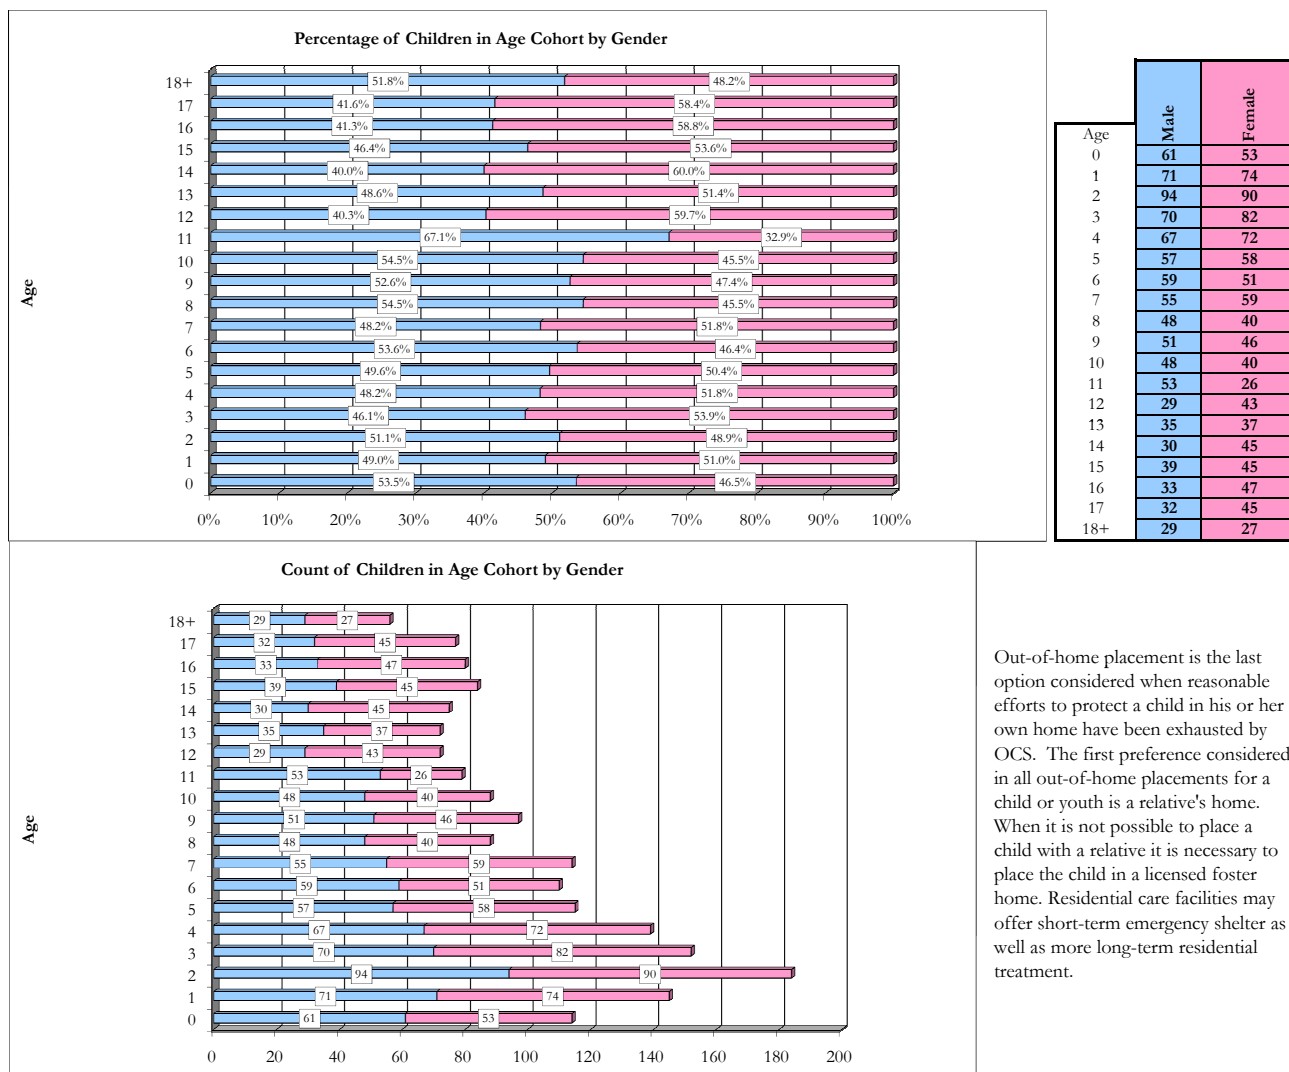 Percentage of Children in Age Cohort by Gender
Age
18+ 51.8% 48.2%
17 41.6% 58.4%
16 41.3% 58.8%
15 46.4% 53.6%
14 40.0% 60.0%
13 48.6% 51.4%
12 40.3% 59.7%
11 67.1% 32.9%
10 54.5% 45.5%
9 52.6% 47.4%
8 54.5% 45.5%
7 48.2% 51.8%
6 53.6% 46.4%
5 49.6% 50.4%
4 48.2% 51.8%
3 46.1% 53.9%
2 51.1% 48.9%
1 49.0% 51.0%
0 53.5% 46.5%
0% 10% 20% 30% 40% 50% 60% 70% 80% 90% 100%
Age Male Female
0 61 53
1 71 74
2 94 90
3 70 82
4 67 72
5 57 58
6 59 51
7 55 59
8 48 40
9 51 46
10 48 40
11 53 26
12 29 43
13 35 37
14 30 45
15 39 45
16 33 47
17 32 45
18+ 29 27
Count of Children in Age Cohort by Gender
Age
18+ 29 27
17 32 45
16 33 47
15 39 45
14 30 45
13 35 37
12 29 43
11 53 26
10 48 40
9 51 46
8 48 40
7 55 59
6 59 51
5 57 58
4 67 72
3 70 82
2 94 90
1 71 74
0 61 53
0 20 40 60 80 100 120 140 160 180 200
Out-of-home placement is the last
option considered when reasonable
efforts to protect a child in his or her
own home have been exhausted by
OCS.  The first preference considered
in all out-of-home placements for a
child or youth is a relative's home.
When it is not possible to place a
child with a relative it is necessary to
place the child in a licensed foster
home. Residential care facilities may
offer short-term emergency shelter as
well as more long-term residential
treatment.